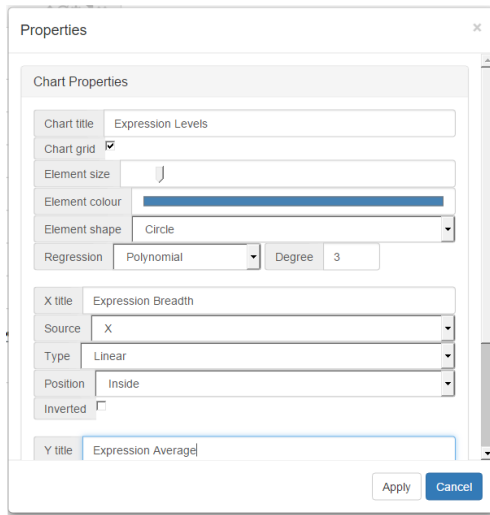 Properties
×
Chart Properties
Chart title Expression Levels
Chart grid
Element size
Element colour
Element shape Circle
Regression Polynomial Degree 3
X title Expression Breadth
Source X
Type Linear
Position Inside
Inverted
Y title Expression Average
Apply Cancel